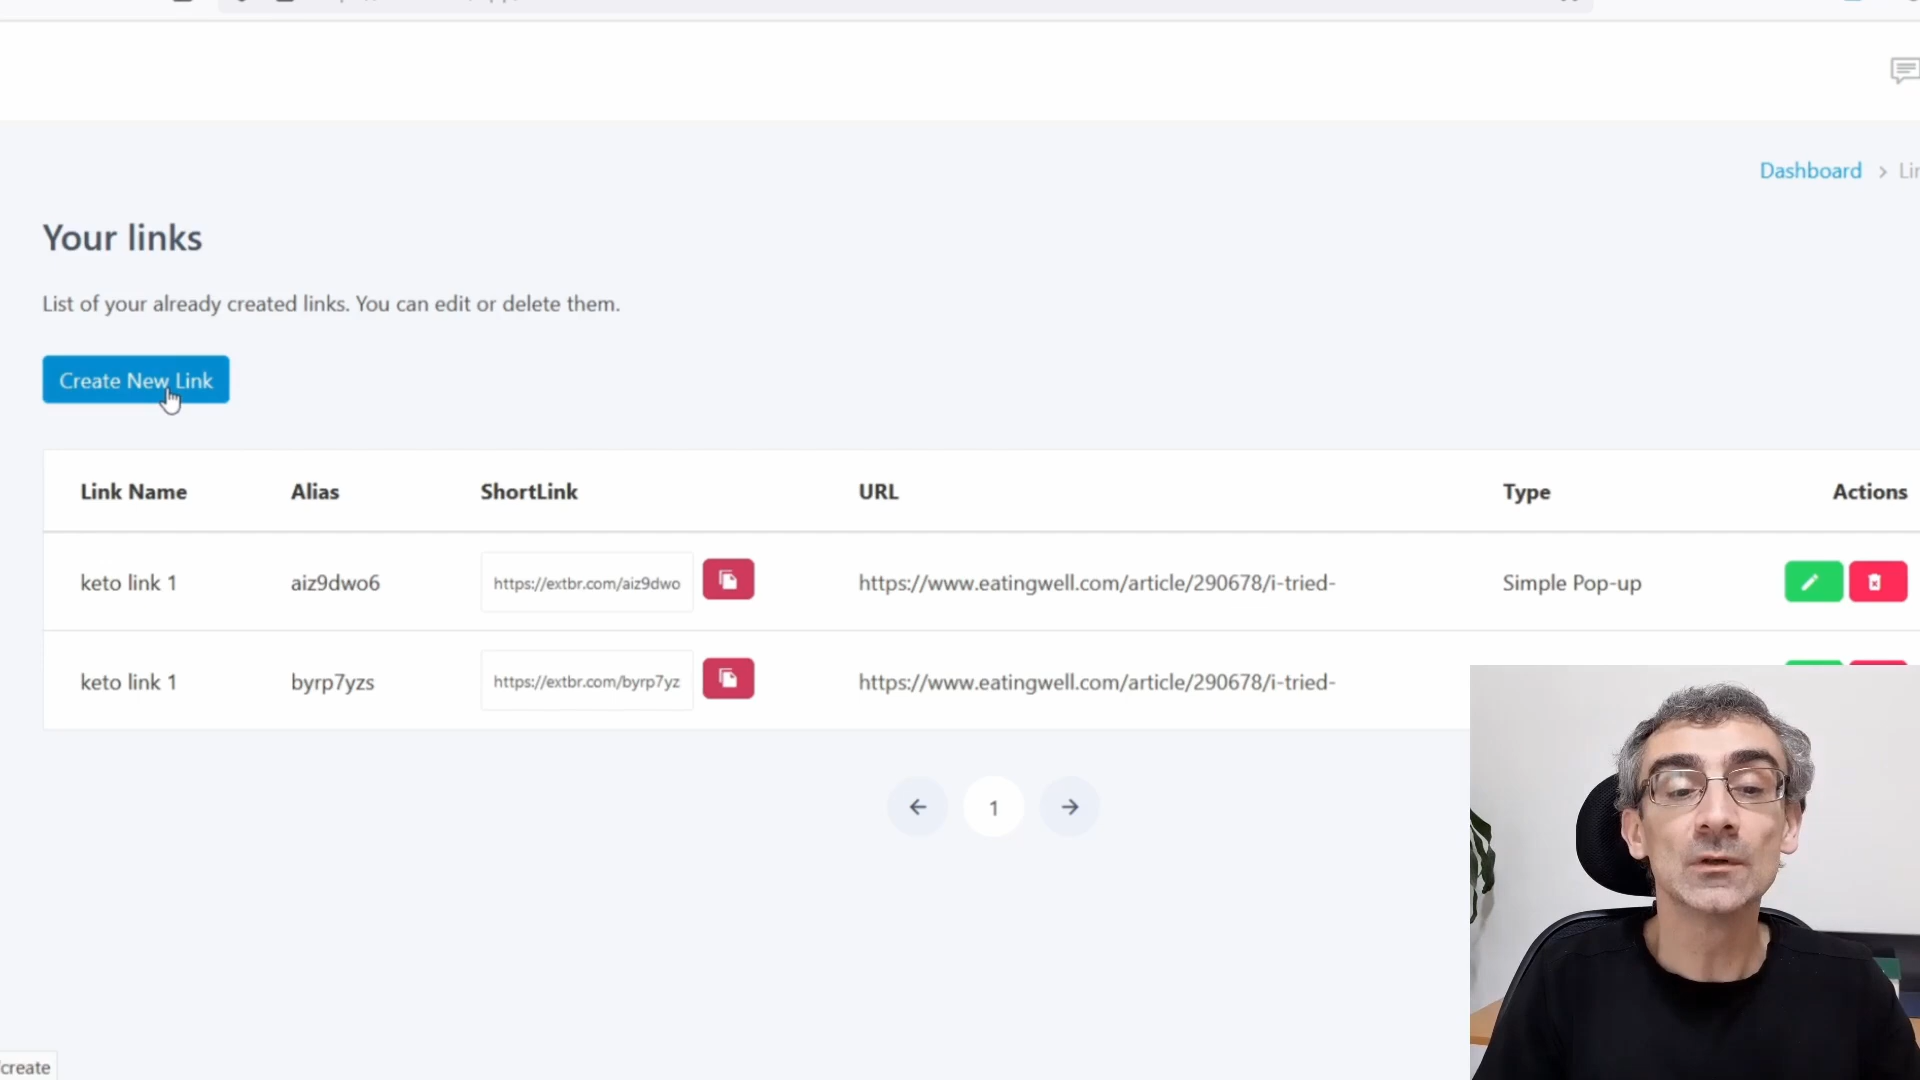 Dashboard > Lin
Your links
List of your already created links. You can edit or delete them.
Create New Link
Link Name Alias ShortLink URL Type Actions
keto link 1 aiz9dwo6 https://extbr.com/aiz9dwo https://www.eatingwell.com/article/290678/i-tried- Simple Pop-up
keto link 1 byrp7yzs https://extbr.com/byrp7yz https://www.eatingwell.com/article/290678/i-tried-
1
create